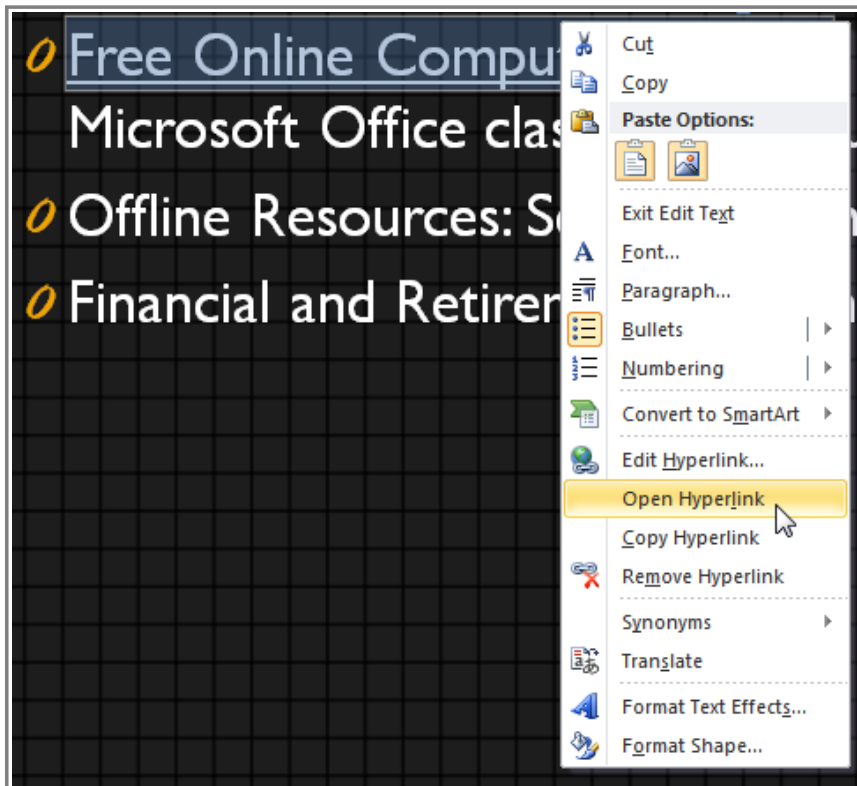 Free Online Compu
Microsoft Office clas
Offline Resources: S
Financial and Retirer
Cut
Copy
Paste Options:
Exit Edit Text
Font...
Paragraph...
Bullets
Numbering
Convert to SmartArt
Edit Hyperlink...
Open Hyperlink
Copy Hyperlink
Remove Hyperlink
Synonyms
Translate
Format Text Effects...
Format Shape...